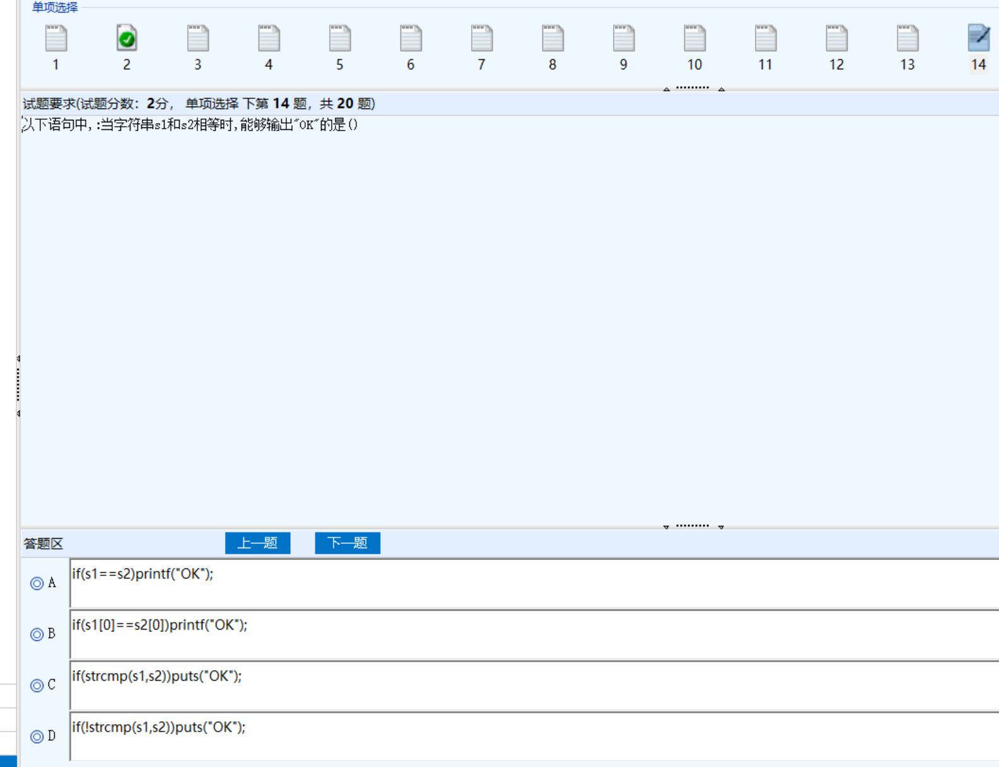 单项选择
1 2 3 4 5 6 7 8 9 10 11 12 13 14
试题要求(试题分数：2分， 单项选择 下第 14 题，共 20 题)
以下语句中,:当字符串s1和s2相等时,能够输出"OK"的是()
答题区 上一题 下一题
A if(s1==s2)printf("OK");
B if(s1[0]==s2[0])printf("OK");
C if(strcmp(s1,s2))puts("OK");
D if(!strcmp(s1,s2))puts("OK");